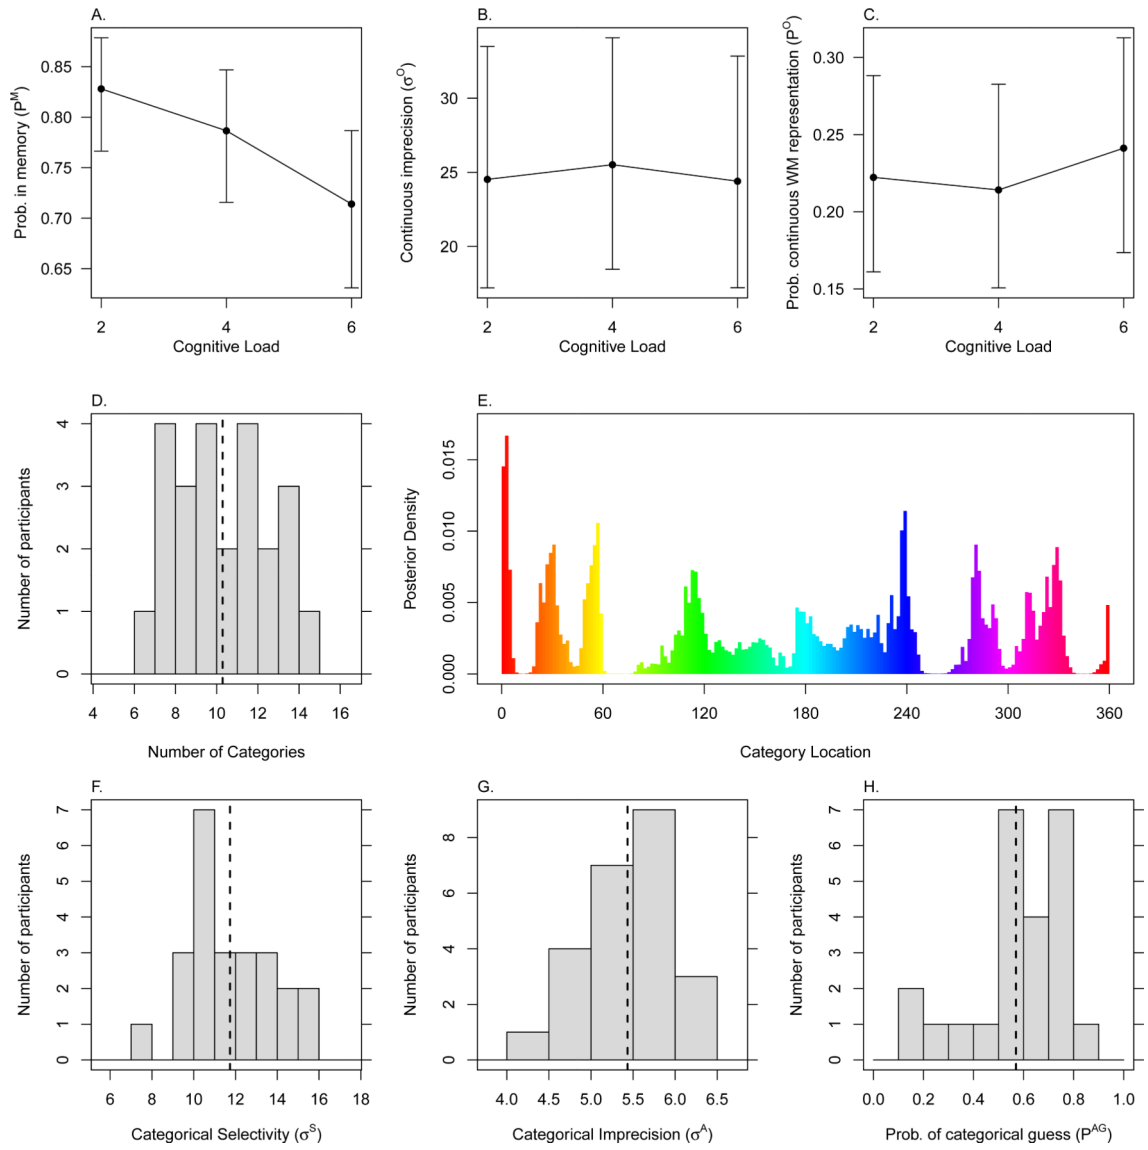 A.
Prob. in memory (P^M)
0.85
0.80
0.75
0.70
0.65
2 4 6
Cognitive Load
B.
Continuous imprecision (σ^O)
30
25
20
2 4 6
Cognitive Load
C.
Prob. continuous WM representation (P^O)
0.30
0.25
0.20
0.15
2 4 6
Cognitive Load
D.
Number of participants
4
3
2
1
0
4 6 8 10 12 14 16
Number of Categories
E.
Posterior Density
0.015
0.010
0.005
0.000
0 60 120 180 240 300 360
Category Location
F.
Number of participants
7
6
5
4
3
2
1
0
6 8 10 12 14 16 18
Categorical Selectivity (σ^S)
G.
Number of participants
8
6
4
2
0
4.0 4.5 5.0 5.5 6.0 6.5
Categorical Imprecision (σ^A)
H.
Number of participants
7
6
5
4
3
2
1
0
0.0 0.2 0.4 0.6 0.8 1.0
Prob. of categorical guess (P^AG)